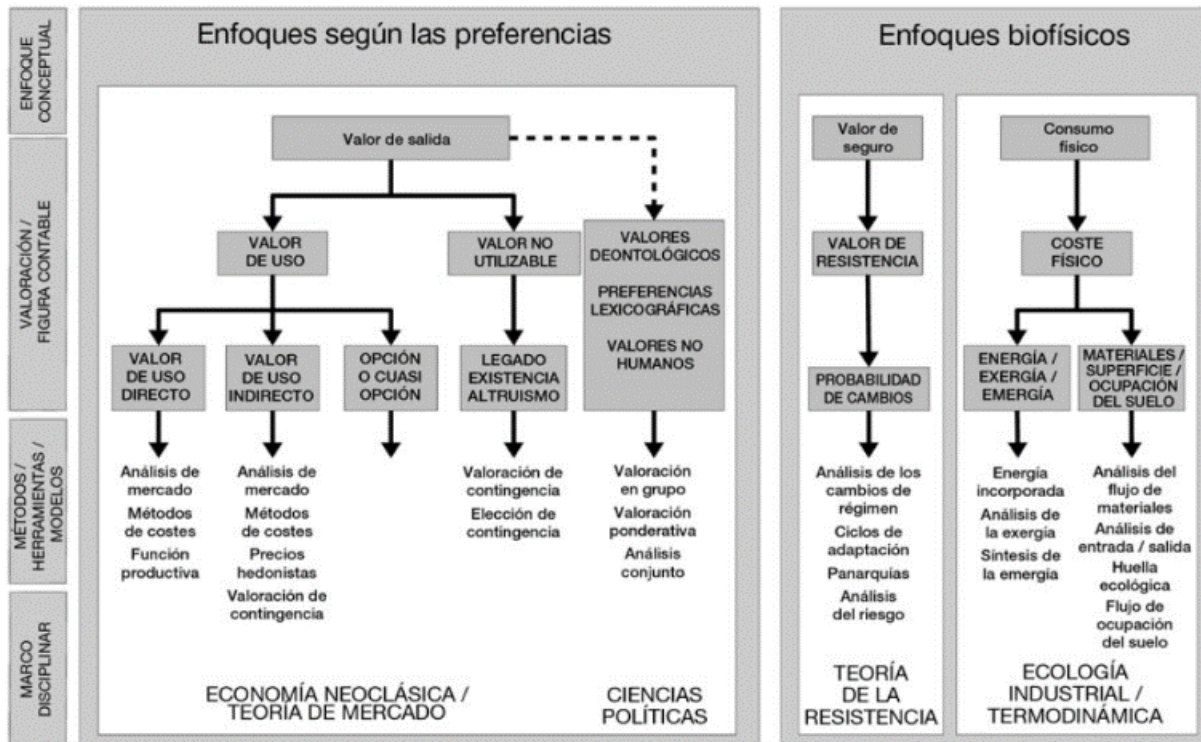 ENFOQUE
CONCEPTUAL
Enfoques según las preferencias
Enfoques biofísicos
VALORACIÓN /
FIGURA CONTABLE
Valor de salida
VALOR
DE USO
VALOR NO
UTILIZABLE
VALORES
DEONTOLÓGICOS
PREFERENCIAS
LEXICOGRÁFICAS
VALORES NO
HUMANOS
VALOR
DE USO
DIRECTO
VALOR
DE USO
INDIRECTO
OPCIÓN
O CUASI
OPCIÓN
LEGADO
EXISTENCIA
ALTRUISMO
Valor de
seguro
VALOR DE
RESISTENCIA
PROBABILIDAD
DE CAMBIOS
Consumo
físico
COSTE
FÍSICO
ENERGÍA /
EXERGÍA /
EMERGÍA
MATERIALES /
SUPERFICIE /
OCUPACIÓN
DEL SUELO
MÉTODOS /
HERRAMIENTAS /
MODELOS
Análisis de
mercado
Métodos
de costes
Función
productiva
Análisis de
mercado
Métodos
de costes
Precios
hedonistas
Valoración de
contingencia
Valoración de
contingencia
Elección de
contingencia
Valoración
en grupo
Valoración
ponderativa
Análisis
conjunto
Análisis de los
cambios de
régimen
Ciclos de
adaptación
Panarquías
Análisis
del riesgo
Energía
incorporada
Análisis de
la exergía
Síntesis de
la emergía
Análisis del
flujo de
materiales
Análisis de
entrada / salida
Huella
ecológica
Flujo de
ocupación
del suelo
MARCO
DISCIPLINAR
ECONOMÍA NEOCLÁSICA /
TEORÍA DE MERCADO
CIENCIAS
POLÍTICAS
TEORÍA
DE LA
RESISTENCIA
ECOLOGÍA
INDUSTRIAL /
TERMODINÁMICA